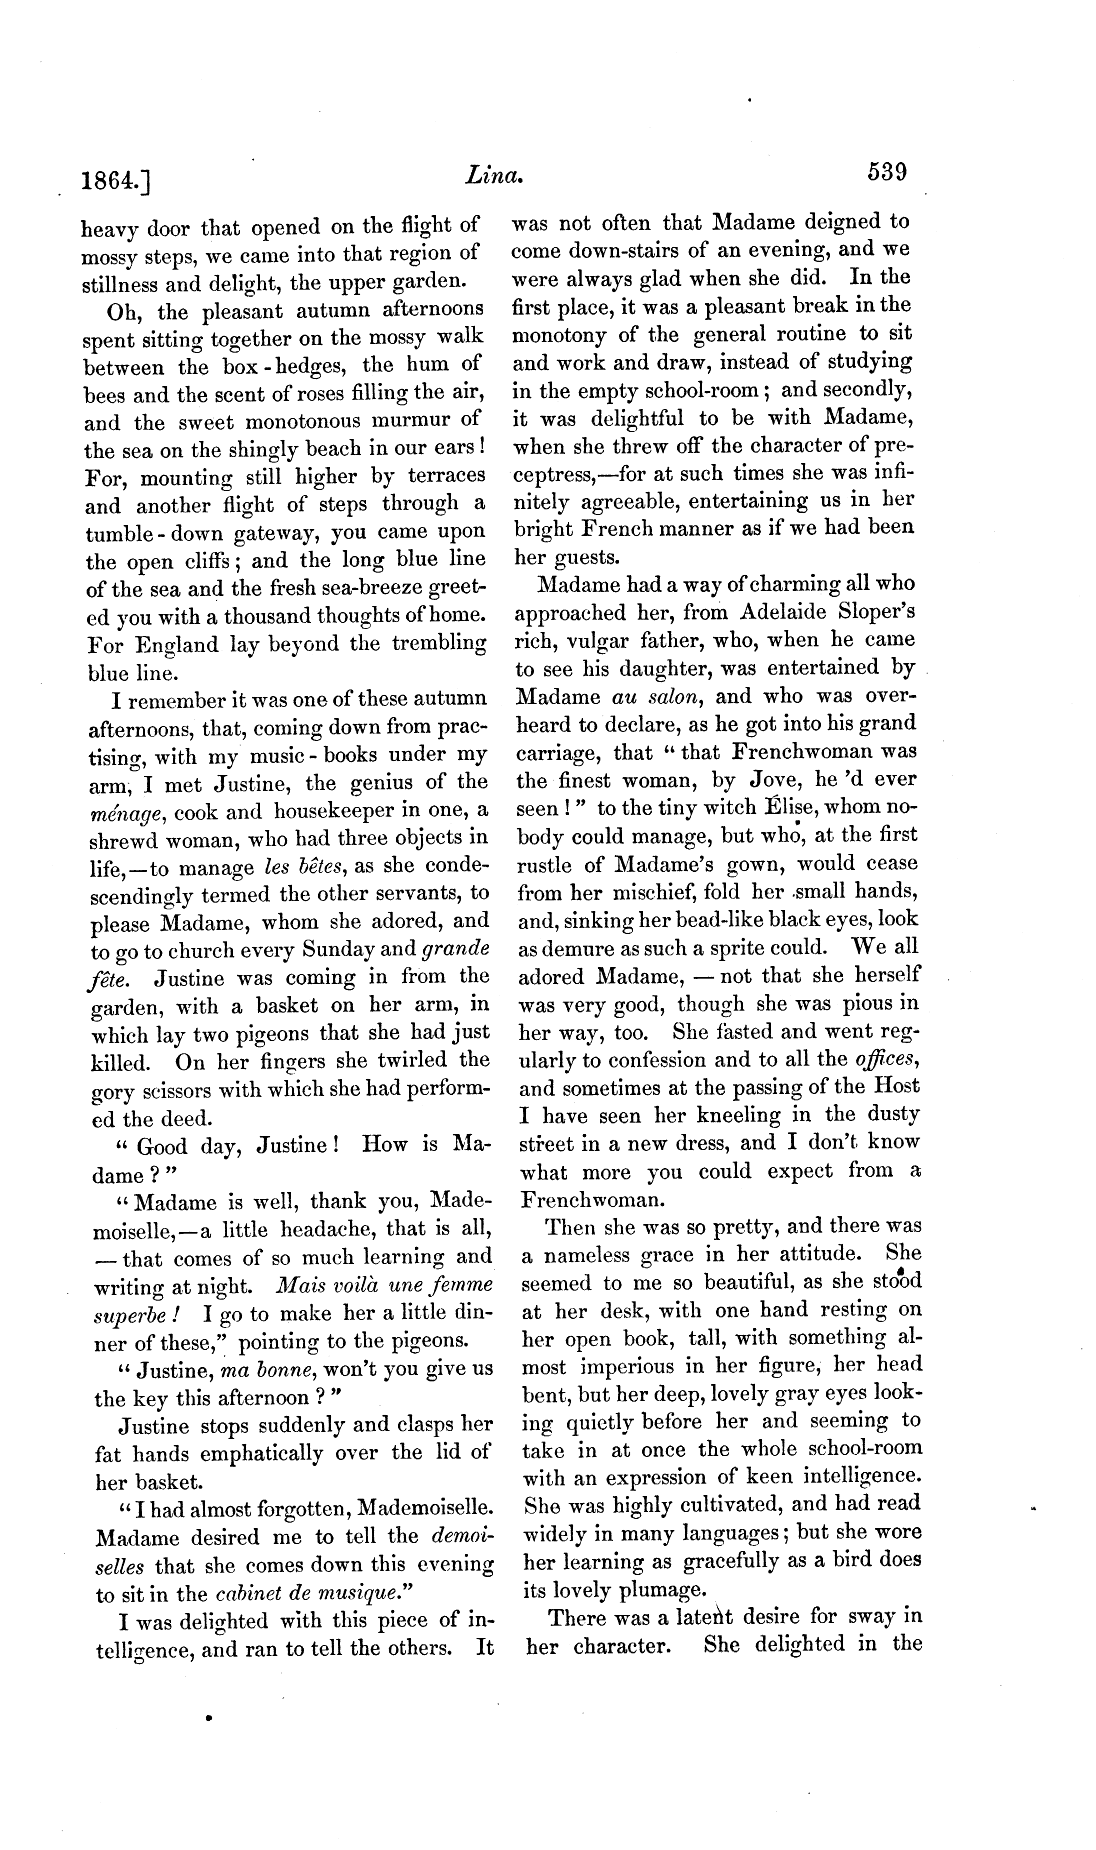 1864.] Lina. 539
heavy door that opened on the flight of
mossy steps, we came into that region of
stillness and delight, the upper garden.
Oh, the pleasant autumn afternoons
spent sitting together on the mossy walk
between the box-hedges, the hum of
bees and the scent of roses filling the air,
and the sweet monotonous murmur of
the sea on the shingly beach in our ears!
For, mounting still higher by terraces
and another flight of steps through a
tumble-down gateway, you came upon
the open cliffs; and the long blue line
of the sea and the fresh sea-breeze greet-
ed you with a thousand thoughts of home.
For England lay beyond the trembling
blue line.
I remember it was one of these autumn
afternoons, that, coming down from prac-
tising, with my music-books under my
arm, I met Justine, the genius of the
ménage, cook and housekeeper in one, a
shrewd woman, who had three objects in
life,—to manage les bêtes, as she conde-
scendingly termed the other servants, to
please Madame, whom she adored, and
to go to church every Sunday and grande
fête. Justine was coming in from the
garden, with a basket on her arm, in
which lay two pigeons that she had just
killed. On her fingers she twirled the
gory scissors with which she had perform-
ed the deed.
"Good day, Justine! How is Ma-
dame?"
"Madame is well, thank you, Made-
moiselle,—a little headache, that is all,
—that comes of so much learning and
writing at night. Mais voilà une femme
superbe! I go to make her a little din-
ner of these," pointing to the pigeons.
"Justine, ma bonne, won't you give us
the key this afternoon?"
Justine stops suddenly and clasps her
fat hands emphatically over the lid of
her basket.
"I had almost forgotten, Mademoiselle.
Madame desired me to tell the demoi-
selles that she comes down this evening
to sit in the cabinet de musique."
I was delighted with this piece of in-
telligence, and ran to tell the others. It
was not often that Madame deigned to
come down-stairs of an evening, and we
were always glad when she did. In the
first place, it was a pleasant break in the
monotony of the general routine to sit
and work and draw, instead of studying
in the empty school-room; and secondly,
it was delightful to be with Madame,
when she threw off the character of pre-
ceptress,—for at such times she was infi-
nitely agreeable, entertaining us in her
bright French manner as if we had been
her guests.
Madame had a way of charming all who
approached her, from Adelaide Sloper's
rich, vulgar father, who, when he came
to see his daughter, was entertained by
Madame au salon, and who was over-
heard to declare, as he got into his grand
carriage, that "that Frenchwoman was
the finest woman, by Jove, he 'd ever
seen!" to the tiny witch Élise, whom no-
body could manage, but who, at the first
rustle of Madame's gown, would cease
from her mischief, fold her small hands,
and, sinking her bead-like black eyes, look
as demure as such a sprite could. We all
adored Madame,—not that she herself
was very good, though she was pious in
her way, too. She fasted and went reg-
ularly to confession and to all the offices,
and sometimes at the passing of the Host
I have seen her kneeling in the dusty
street in a new dress, and I don't know
what more you could expect from a
Frenchwoman.
Then she was so pretty, and there was
a nameless grace in her attitude. She
seemed to me so beautiful, as she stood
at her desk, with one hand resting on
her open book, tall, with something al-
most imperious in her figure, her head
bent, but her deep, lovely gray eyes look-
ing quietly before her and seeming to
take in at once the whole school-room
with an expression of keen intelligence.
She was highly cultivated, and had read
widely in many languages; but she wore
her learning as gracefully as a bird does
its lovely plumage.
There was a latent desire for sway in
her character. She delighted in the